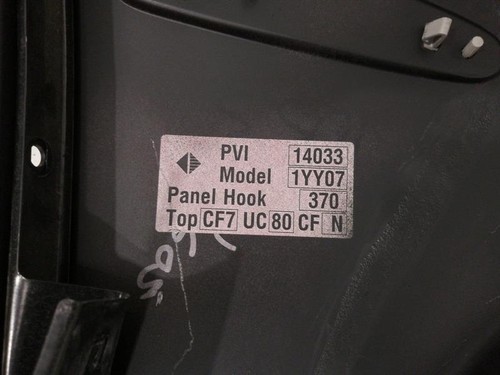 PVI 14033
Model 1YY07
Panel Hook 370
Top CF7 UC 80 CF N